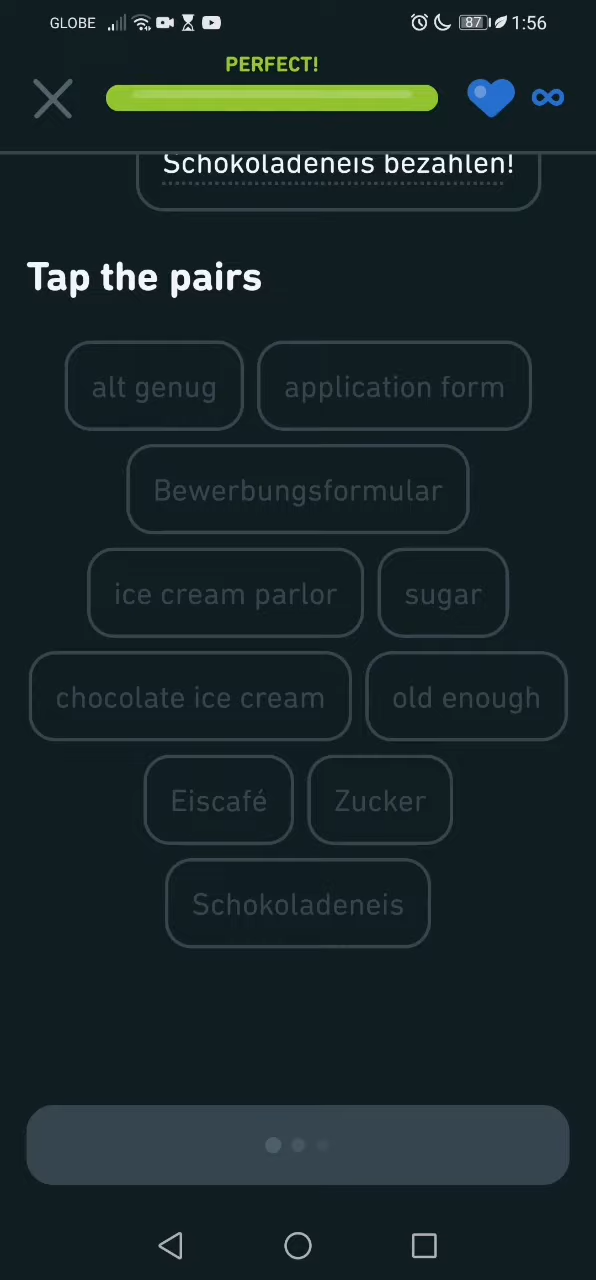 GLOBE 87 1:56
PERFECT!
Schokoladeneis bezahlen!
Tap the pairs
alt genug application form
Bewerbungsformular
ice cream parlor sugar
chocolate ice cream old enough
Eiscafé Zucker
Schokoladeneis